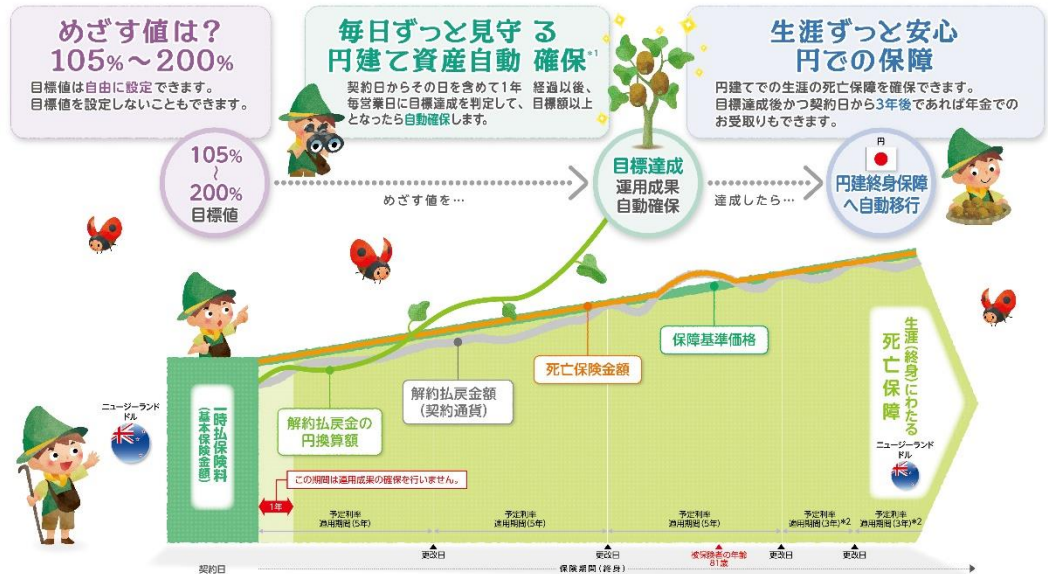 めざす値は？
105%～200%
目標値は自由に設定できます。
目標値を設定しないこともできます。
毎日ずっと見守る
円建て資産自動確保*1
契約日からその日を含めて1年 経過以後、
毎営業日に目標達成を判定して、目標額以上
となったら自動確保します。
生涯ずっと安心
円での保障
円建てでの生涯の死亡保障を確保できます。
目標達成後かつ契約日から3年後であれば年金での
お受取りもできます。
105%
～
200%
目標値
めざす値を…
目標達成
運用成果
自動確保
達成したら…
円
円建終身保障
へ自動移行
ニュージーランド
ドル
一時払保険料
(基本保険金額)
解約払戻金の
円換算額
解約払戻金額
(契約通貨)
死亡保険金額
保障基準価格
生涯(終身)にわたる
死亡保障
ニュージーランド
ドル
この期間は運用成果の確保を行いません。
1年
予定利率
適用期間(5年)
予定利率
適用期間(5年)
予定利率
適用期間(5年)
予定利率
適用期間(3年)*2
予定利率
適用期間(3年)*2
更改日
更改日
被保険者の年齢
81歳
更改日
更改日
契約日
保険期間(終身)